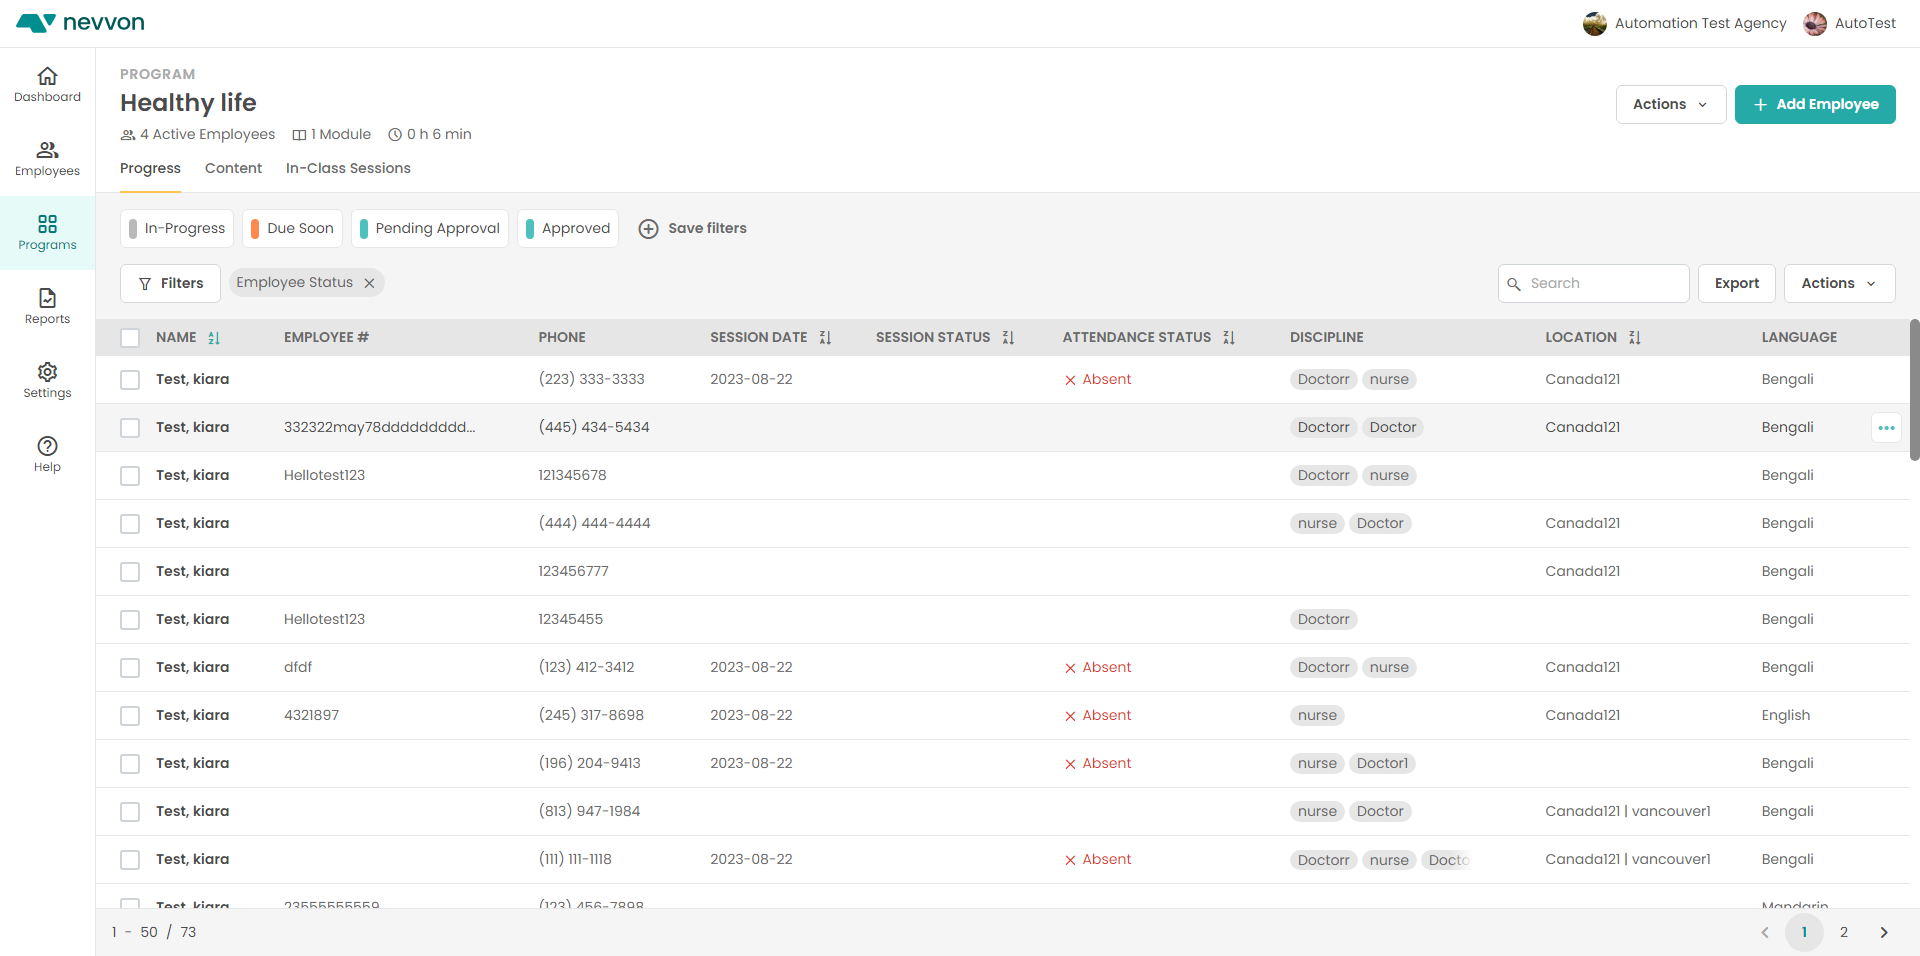 nevvon
Automation Test Agency
AutoTest
Dashboard
Employees
Programs
Reports
Settings
Help
PROGRAM
Healthy life
4 Active Employees 1 Module 0 h 6 min
Actions
Add Employee
Progress Content In-Class Sessions
In-Progress Due Soon Pending Approval Approved Save filters
Filters Employee Status
Search Export Actions
NAME EMPLOYEE # PHONE SESSION DATE SESSION STATUS ATTENDANCE STATUS DISCIPLINE LOCATION LANGUAGE
Test, kiara (223) 333-3333 2023-08-22 Absent Doctorr nurse Canada121 Bengali
Test, kiara 332322may78ddddddddd... (445) 434-5434 Doctorr Doctor Canada121 Bengali
Test, kiara Hellotest123 121345678 Doctorr nurse Bengali
Test, kiara (444) 444-4444 nurse Doctor Canada121 Bengali
Test, kiara 123456777 Canada121 Bengali
Test, kiara Hellotest123 12345455 Doctorr Bengali
Test, kiara dfdf (123) 412-3412 2023-08-22 Absent Doctorr nurse Canada121 Bengali
Test, kiara 4321897 (245) 317-8698 2023-08-22 Absent nurse Canada121 English
Test, kiara (196) 204-9413 2023-08-22 Absent nurse Doctor1 Bengali
Test, kiara (813) 947-1984 nurse Doctor Canada121 | vancouver1 Bengali
Test, kiara (111) 111-1118 2023-08-22 Absent Doctorr nurse Docto Canada121 | vancouver1 Bengali
Test, kiara 23555555559 (123) 456-7898 Mandarin
1 - 50 / 73
1 2